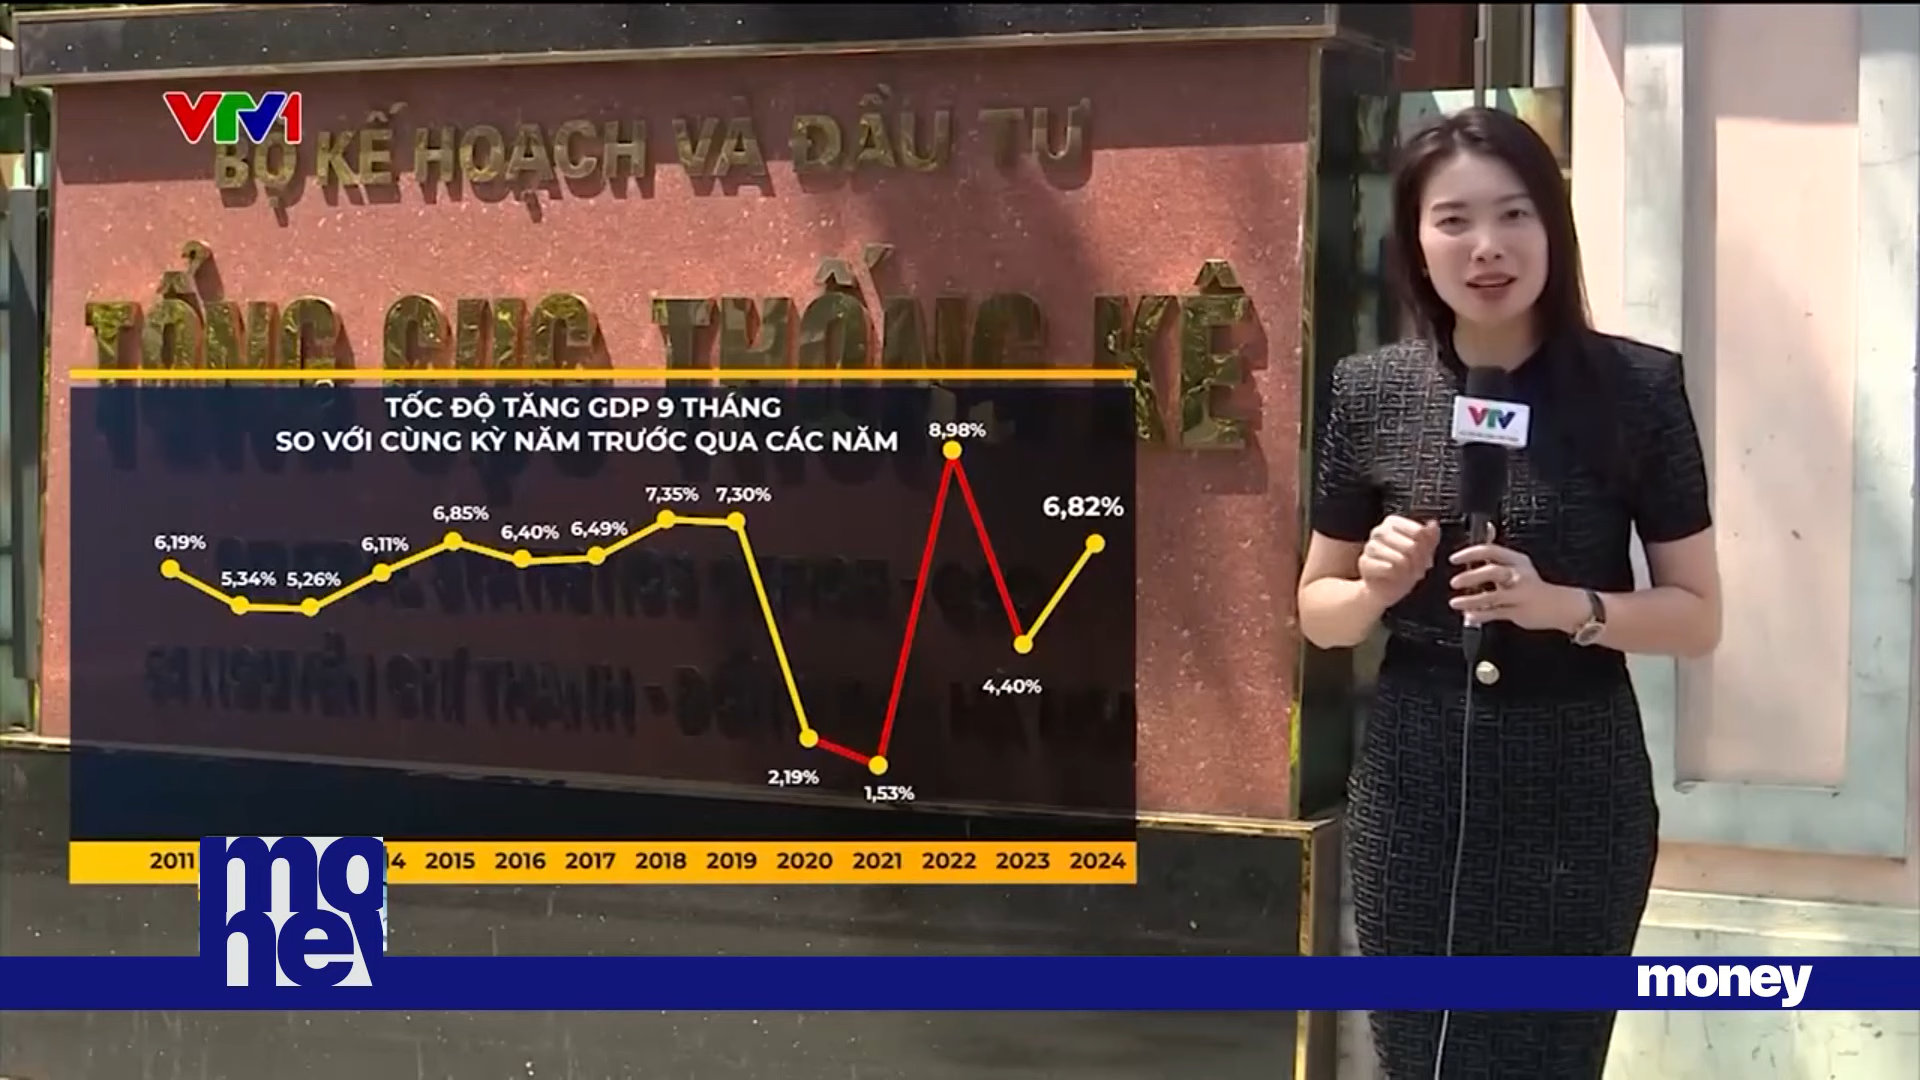 VTV1
BỘ KẾ HOẠCH VÀ ĐẦU TƯ
TỔNG CỤC THỐNG KÊ
TỐC ĐỘ TĂNG GDP 9 THÁNG
SO VỚI CÙNG KỲ NĂM TRƯỚC QUA CÁC NĂM
6,19% 5,34% 5,26% 6,11% 6,85% 6,40% 6,49% 7,35% 7,30% 2,19% 1,53% 8,98% 4,40% 6,82%
VTV
2011 14 2015 2016 2017 2018 2019 2020 2021 2022 2023 2024
mo
ney
money